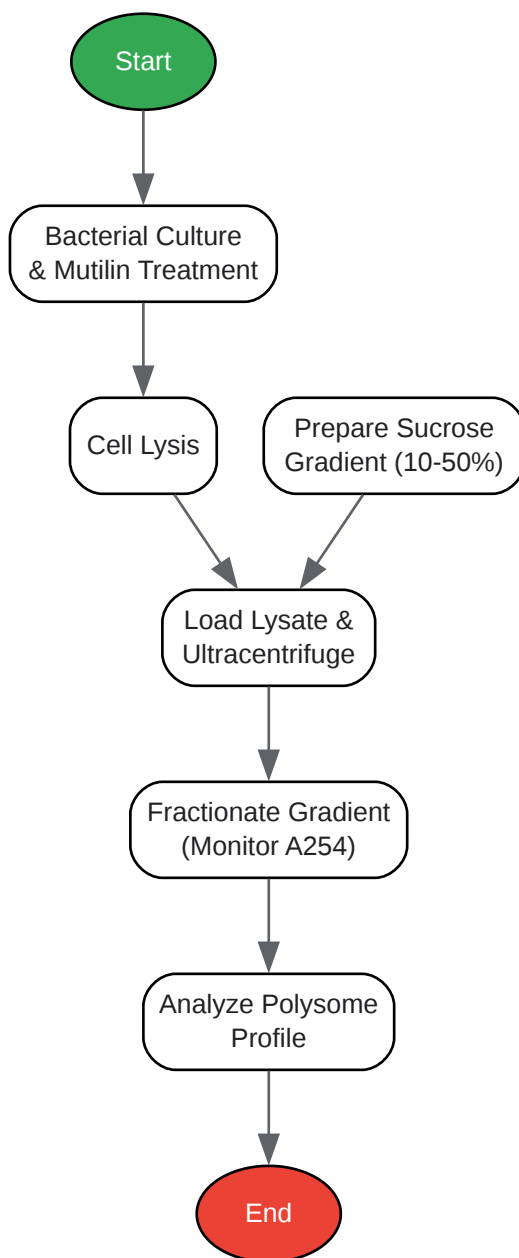 Start
Bacterial Culture
& Mutilin Treatment
Cell Lysis
Prepare Sucrose
Gradient (10-50%)
Load Lysate &
Ultracentrifuge
Fractionate Gradient
(Monitor A254)
Analyze Polysome
Profile
End